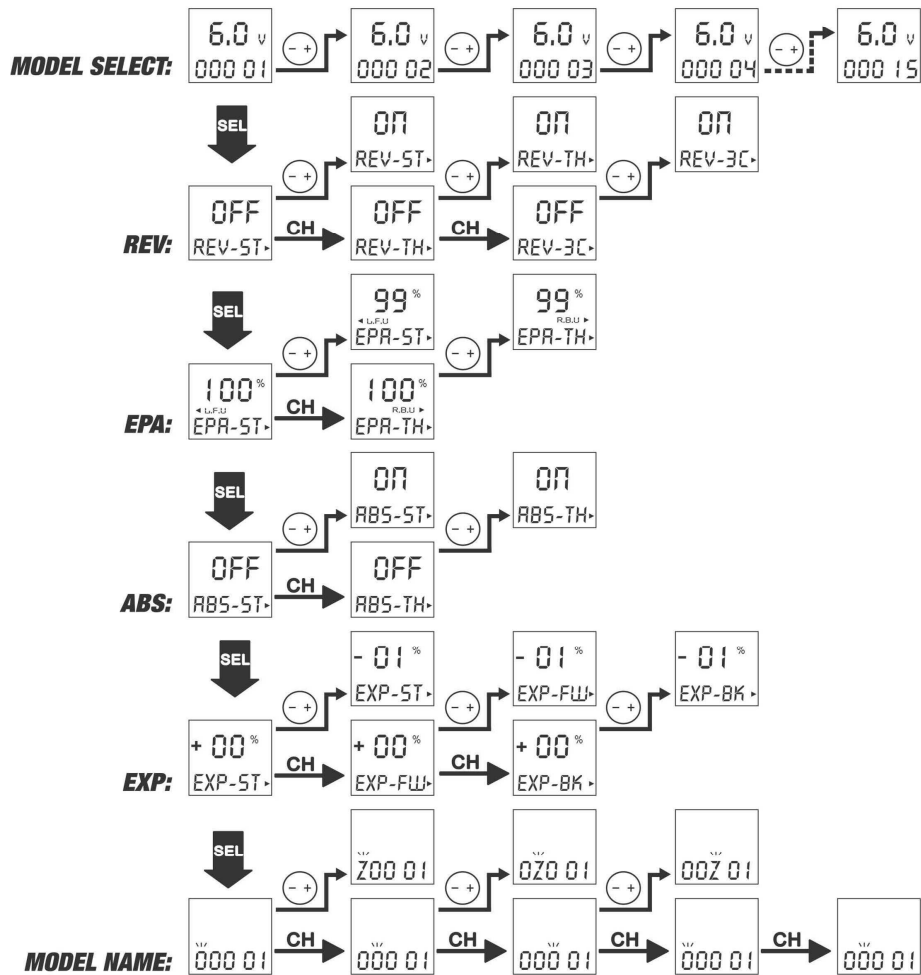 6.0 v 6.0 v 6.0 v 6.0 v 6.0 v
- + - + - + - +
MODEL SELECT: 000 01 000 02 000 03 000 04 000 15
SEL
ON ON ON
REV-ST REV-TH REV-3C
- + - + - +
OFF OFF OFF
CH CH
REV: REV-ST REV-TH REV-3C
SEL
99 % 99 %
L.F.U R.B.U
EPA-ST EPA-TH
- + - +
100 % 100 %
L.F.U CH R.B.U
EPA: EPA-ST EPA-TH
SEL
ON ON
ABS-ST ABS-TH
- + - +
OFF OFF
CH
ABS: ABS-ST ABS-TH
SEL
- 01 % - 01 % - 01 %
EXP-ST EXP-FW EXP-BK
- + - + - +
+ 00 % + 00 % + 00 %
CH CH
EXP: EXP-ST EXP-FW EXP-BK
SEL
Z00 01 0Z0 01 00Z 01
- + - + - +
CH CH CH CH
MODEL NAME: 000 01 000 01 000 01 000 01 000 01